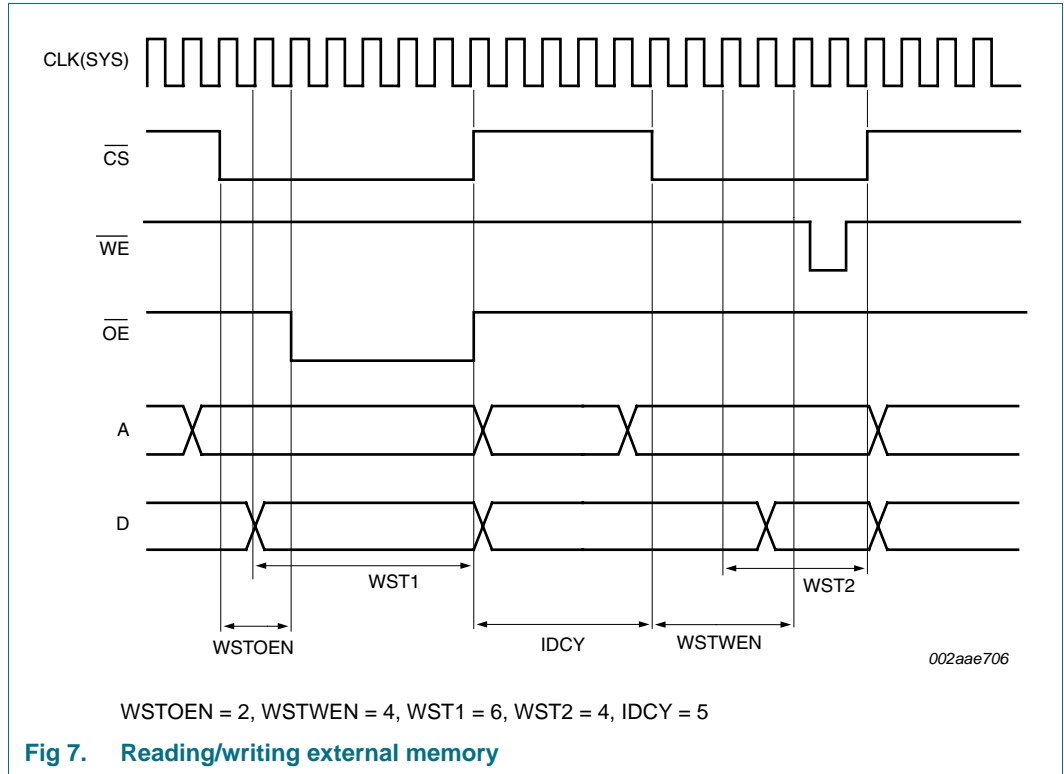 CLK(SYS)
CS
WE
OE
A
D
WST1
WST2
WSTOEN
IDCY
WSTWEN
002aae706
WSTOEN = 2, WSTWEN = 4, WST1 = 6, WST2 = 4, IDCY = 5
Fig 7. Reading/writing external memory